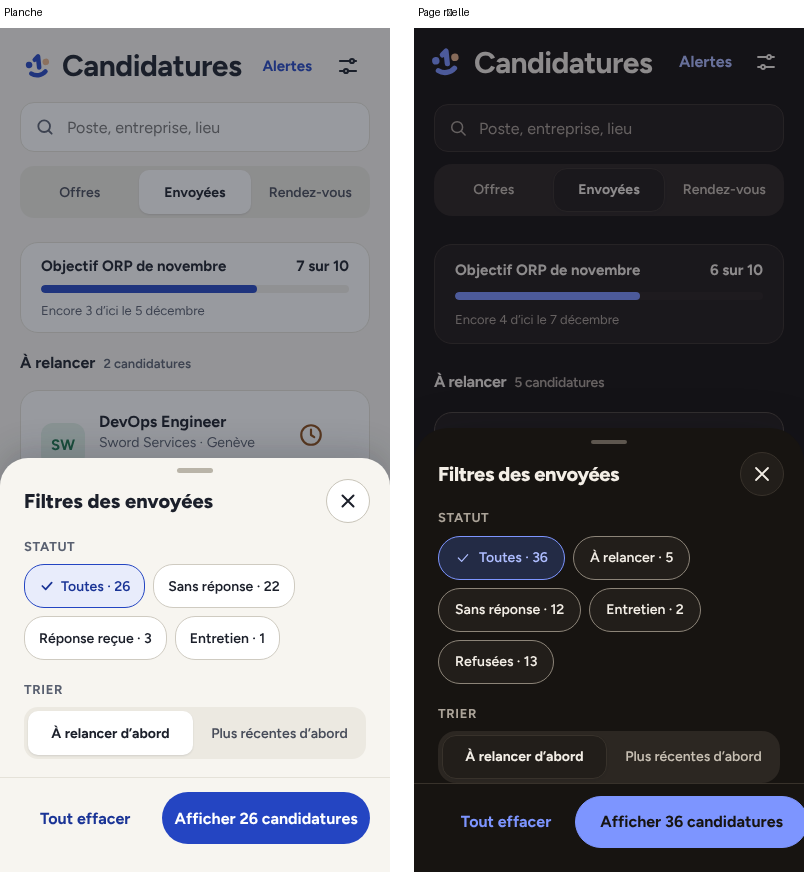 Planche
Candidatures
Alertes
Poste, entreprise, lieu
Offres
Envoyées
Rendez-vous
Objectif ORP de novembre
7 sur 10
Encore 3 d'ici le 5 décembre
À relancer 2 candidatures
DevOps Engineer
SW
Sword Services · Genève
Filtres des envoyées
STATUT
Toutes · 26
Sans réponse · 22
Réponse reçue · 3
Entretien · 1
TRIER
À relancer d'abord
Plus récentes d'abord
Tout effacer
Afficher 26 candidatures
Candidatures
Alertes
Poste, entreprise, lieu
Offres
Envoyées
Rendez-vous
Objectif ORP de novembre
6 sur 10
Encore 4 d'ici le 7 décembre
À relancer 5 candidatures
Filtres des envoyées
STATUT
Toutes · 36
À relancer · 5
Sans réponse · 12
Entretien · 2
Refusées · 13
TRIER
À relancer d'abord
Plus récentes d'abord
Tout effacer
Afficher 36 candidatures